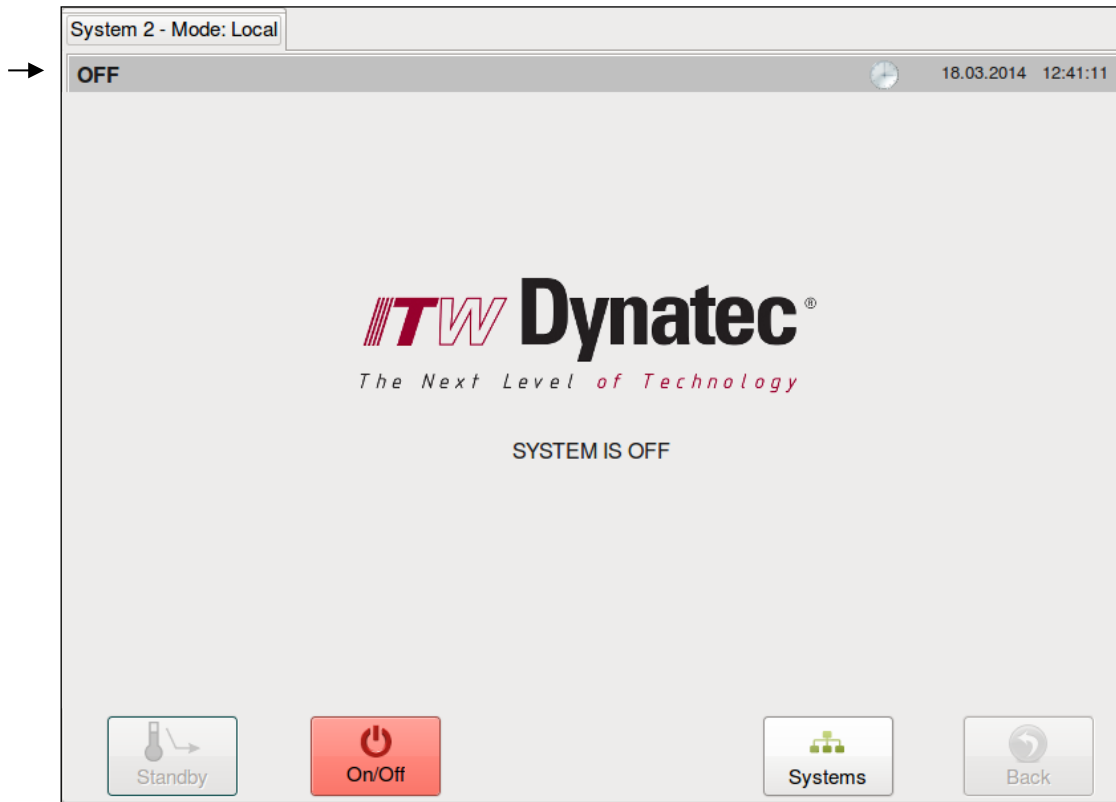 System 2 - Mode: Local
OFF 18.03.2014 12:41:11
ITW Dynatec®
The Next Level of Technology
SYSTEM IS OFF
Standby On/Off Systems Back